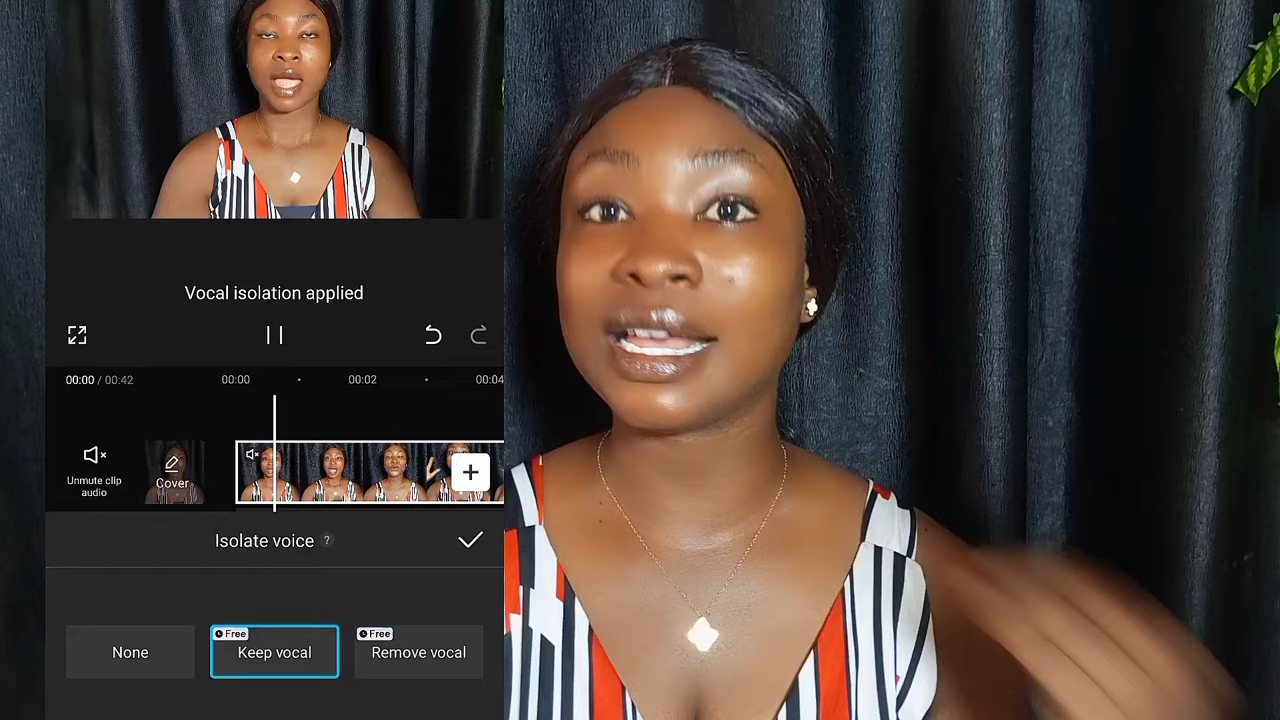 Vocal isolation applied
00:00 / 00:42
00:00
00:02
00:04
Unmute clip
audio
Cover
Isolate voice ?
None
Free
Keep vocal
Free
Remove vocal